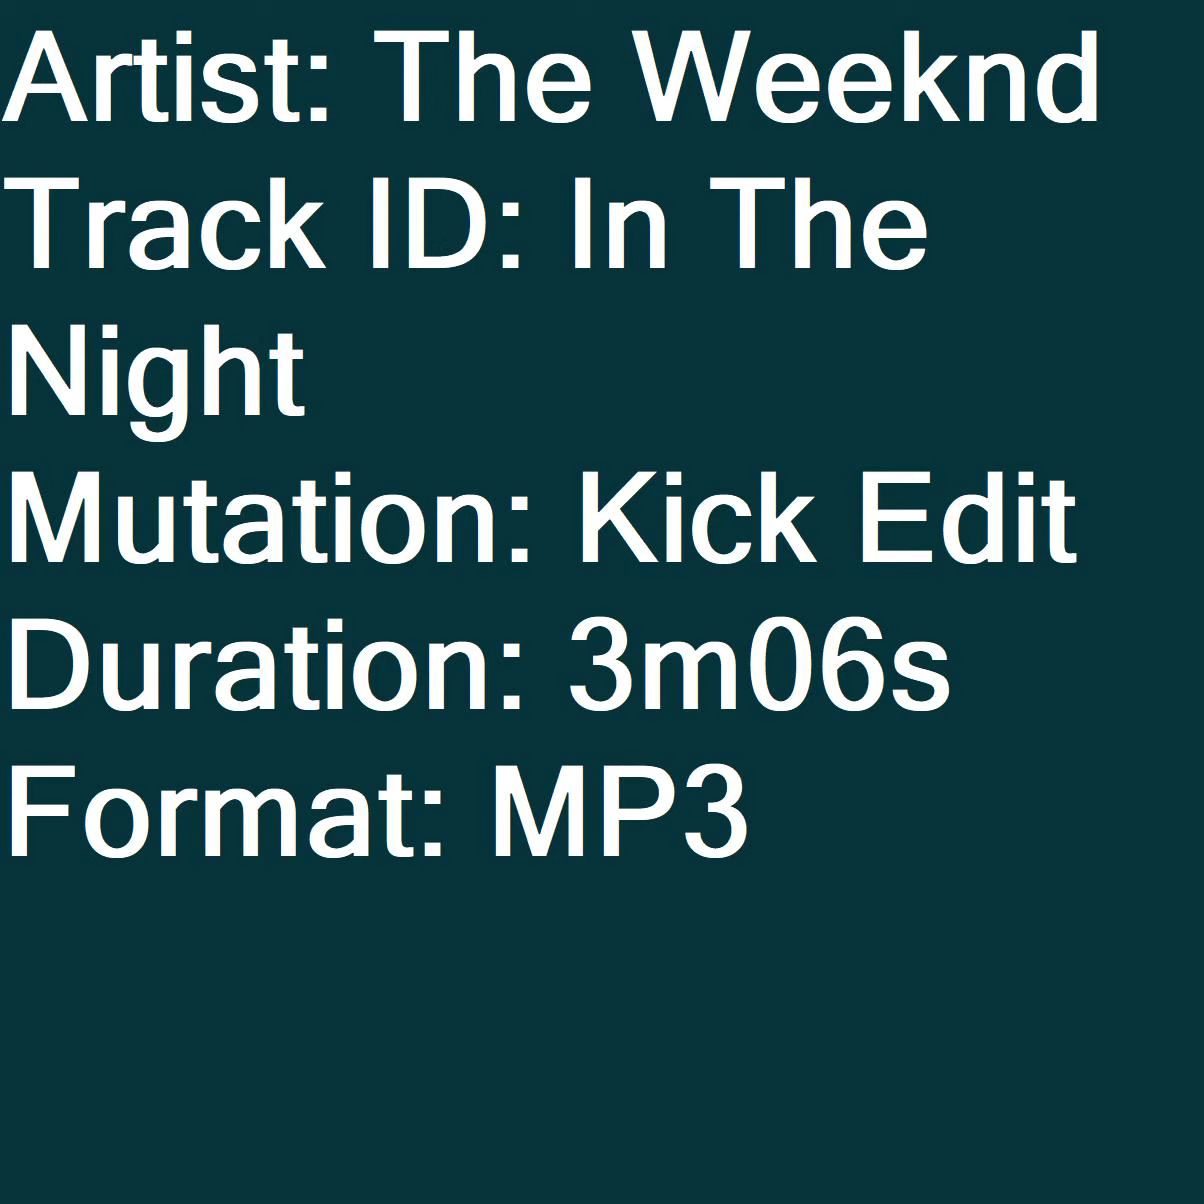 Artist: The Weeknd
Track ID: In The
Night
Mutation: Kick Edit
Duration: 3m06s
Format: MP3